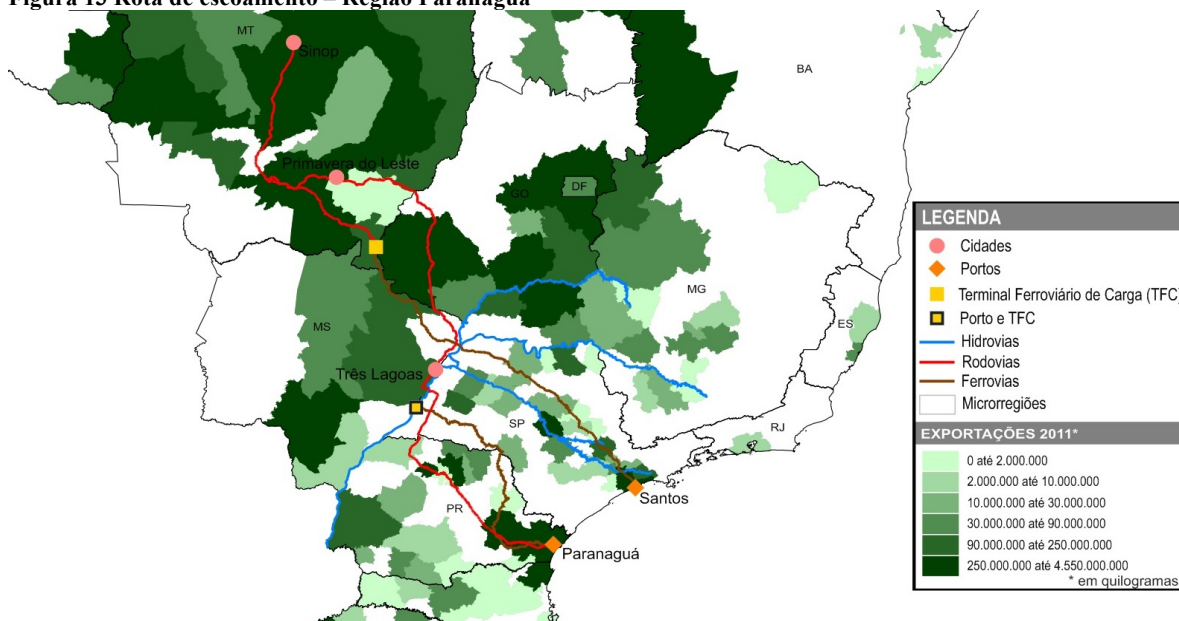 Figura 15 Rota de escoamento – Região Paranaguá
MT
Sinop
BA
Primavera do Leste
GO
DF
MG
MS
ES
Três Lagoas
SP
RJ
Santos
PR
Paranaguá
LEGENDA
Cidades
Portos
Terminal Ferroviário de Carga (TFC)
Porto e TFC
Hidrovias
Rodovias
Ferrovias
Microrregiões
EXPORTAÇÕES 2011*
0 até 2.000.000
2.000.000 até 10.000.000
10.000.000 até 30.000.000
30.000.000 até 90.000.000
90.000.000 até 250.000.000
250.000.000 até 4.550.000.000
* em quilogramas